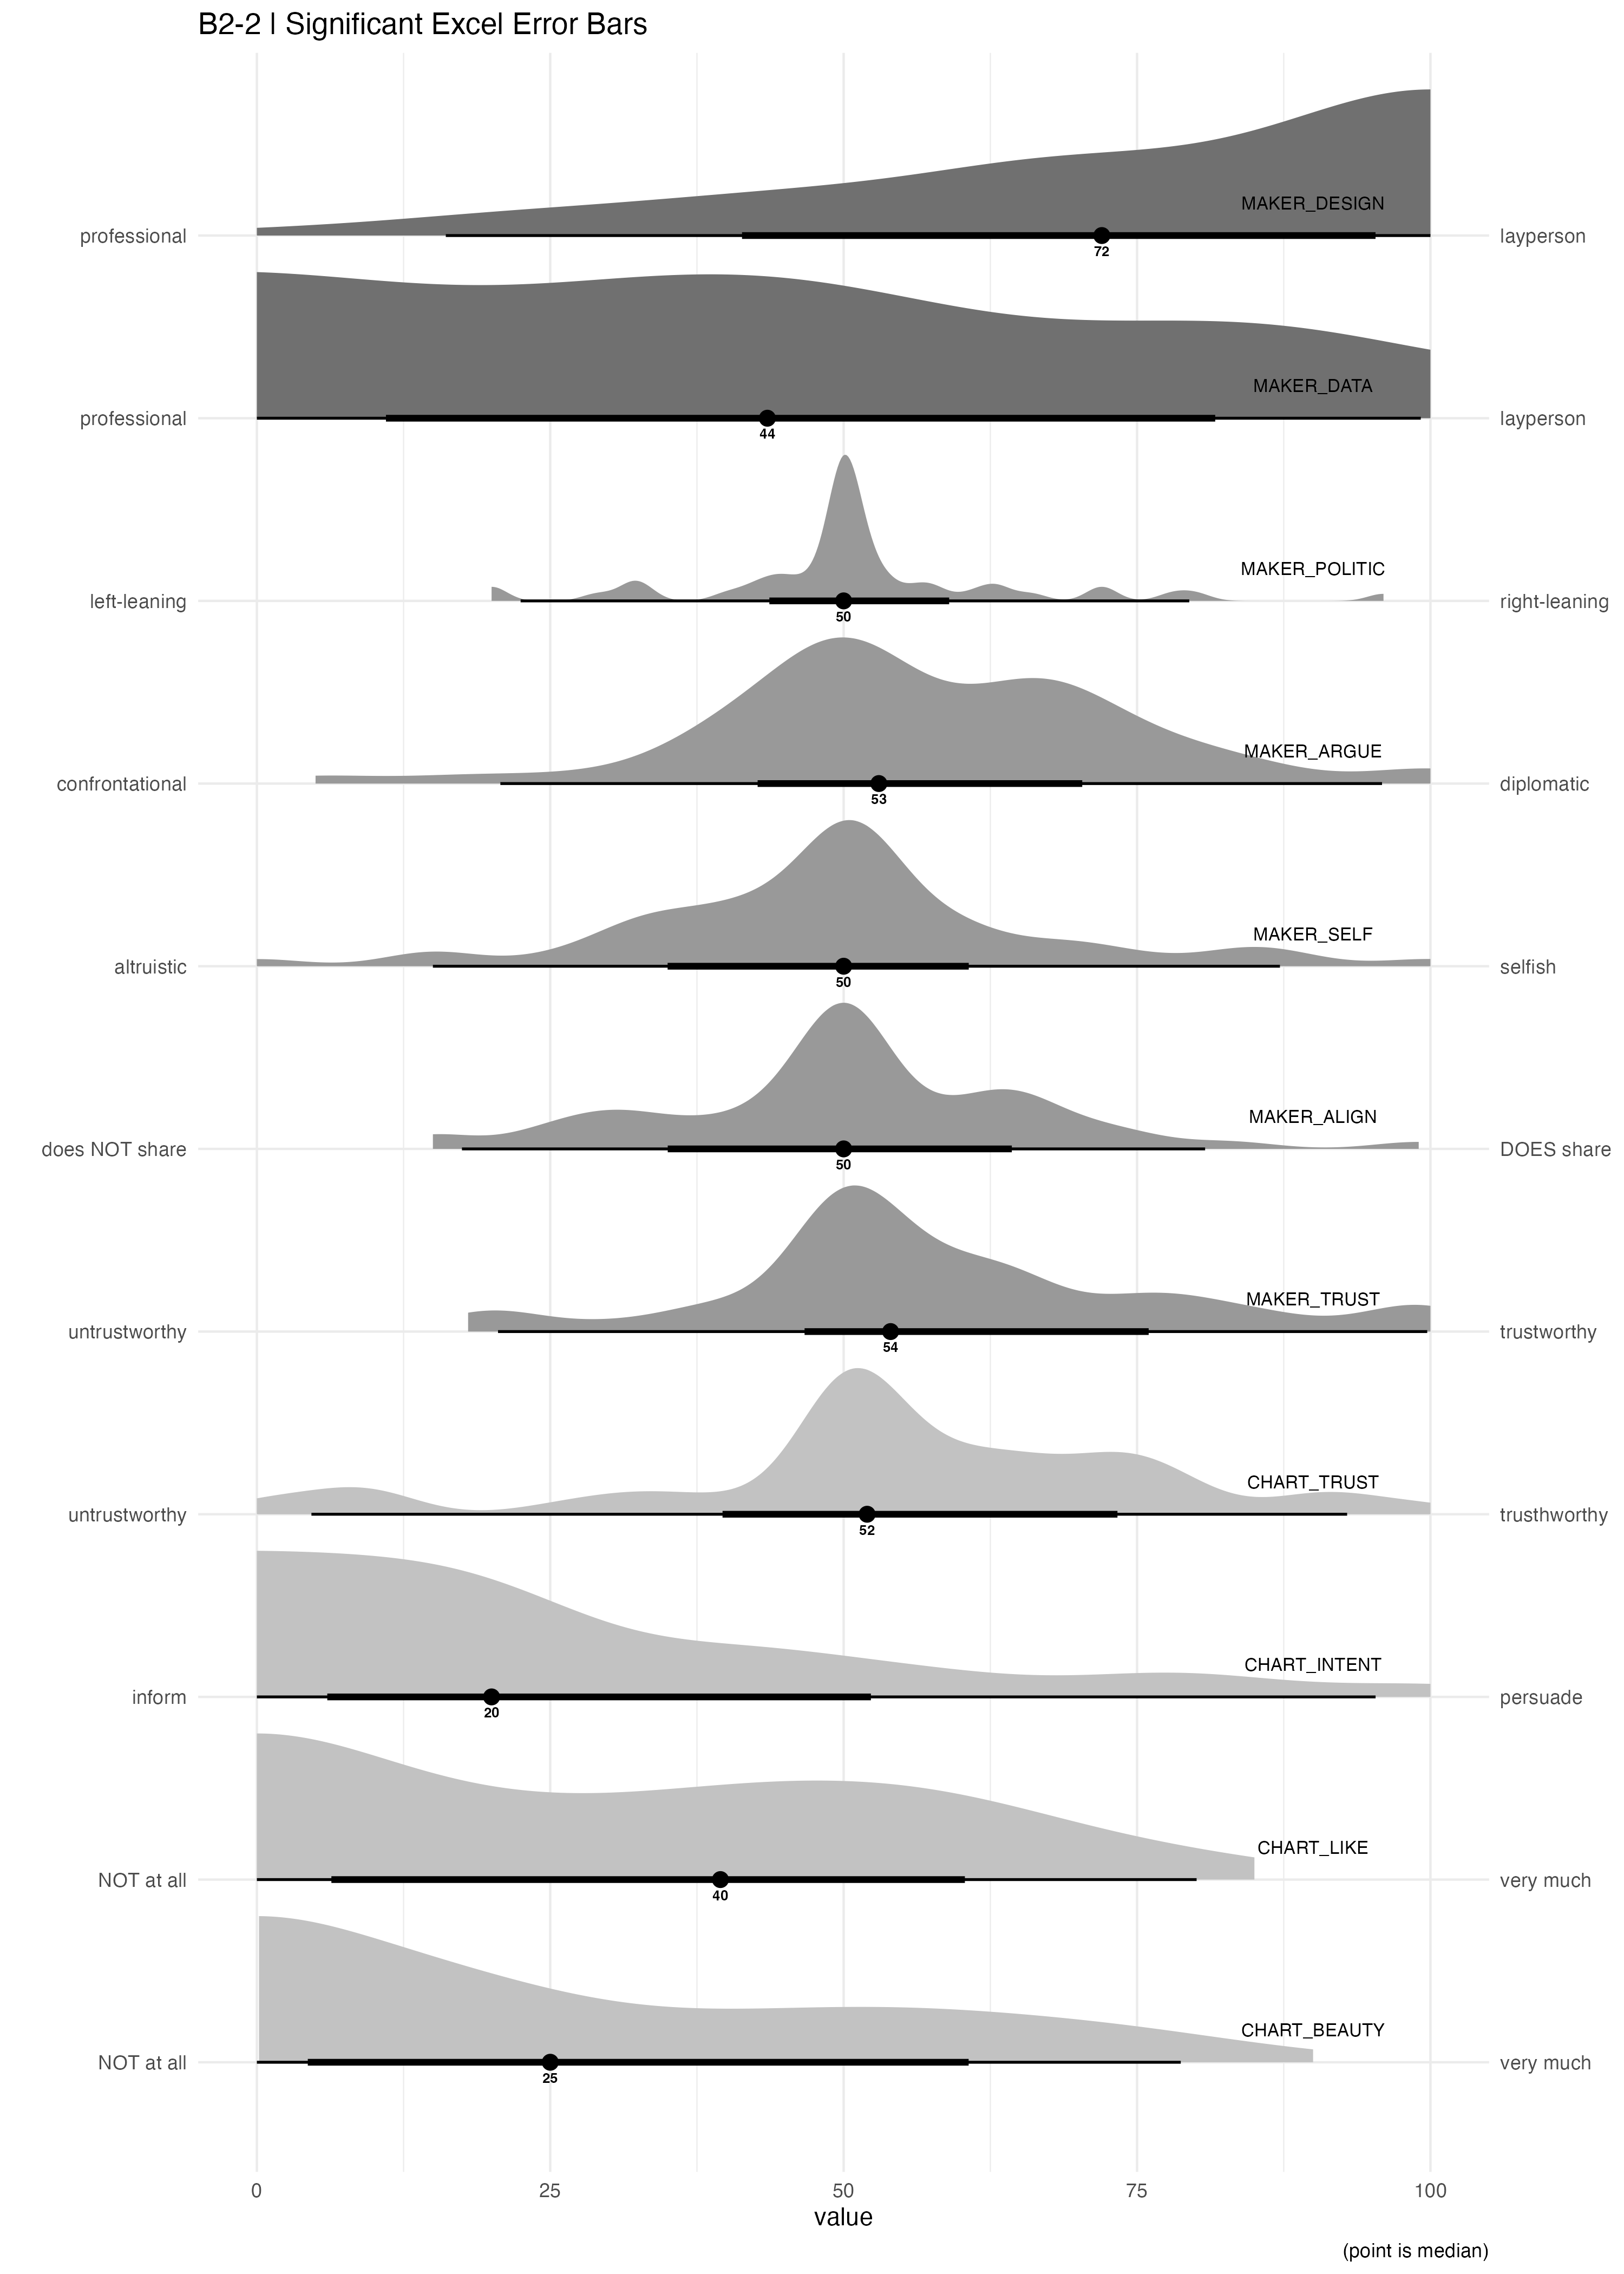 B2-2 | Significant Excel Error Bars
MAKER_DESIGN
professional layperson
72
MAKER_DATA
professional layperson
44
MAKER_POLITIC
left-leaning right-leaning
50
MAKER_ARGUE
confrontational diplomatic
53
MAKER_SELF
altruistic selfish
50
MAKER_ALIGN
does NOT share DOES share
50
MAKER_TRUST
untrustworthy trustworthy
54
CHART_TRUST
untrustworthy trusthworthy
52
CHART_INTENT
inform persuade
20
CHART_LIKE
NOT at all very much
40
CHART_BEAUTY
NOT at all very much
25
0 25 50 75 100
value
(point is median)